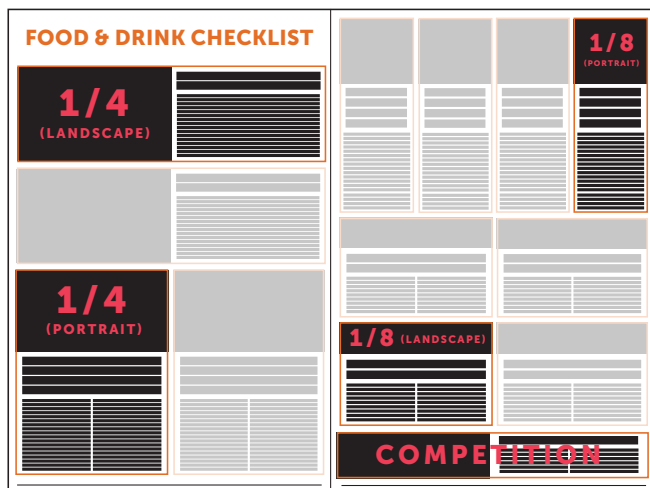 FOOD & DRINK CHECKLIST
1/4
(LANDSCAPE)
1/4
(PORTRAIT)
1/8
(PORTRAIT)
1/8 (LANDSCAPE)
COMPETITION